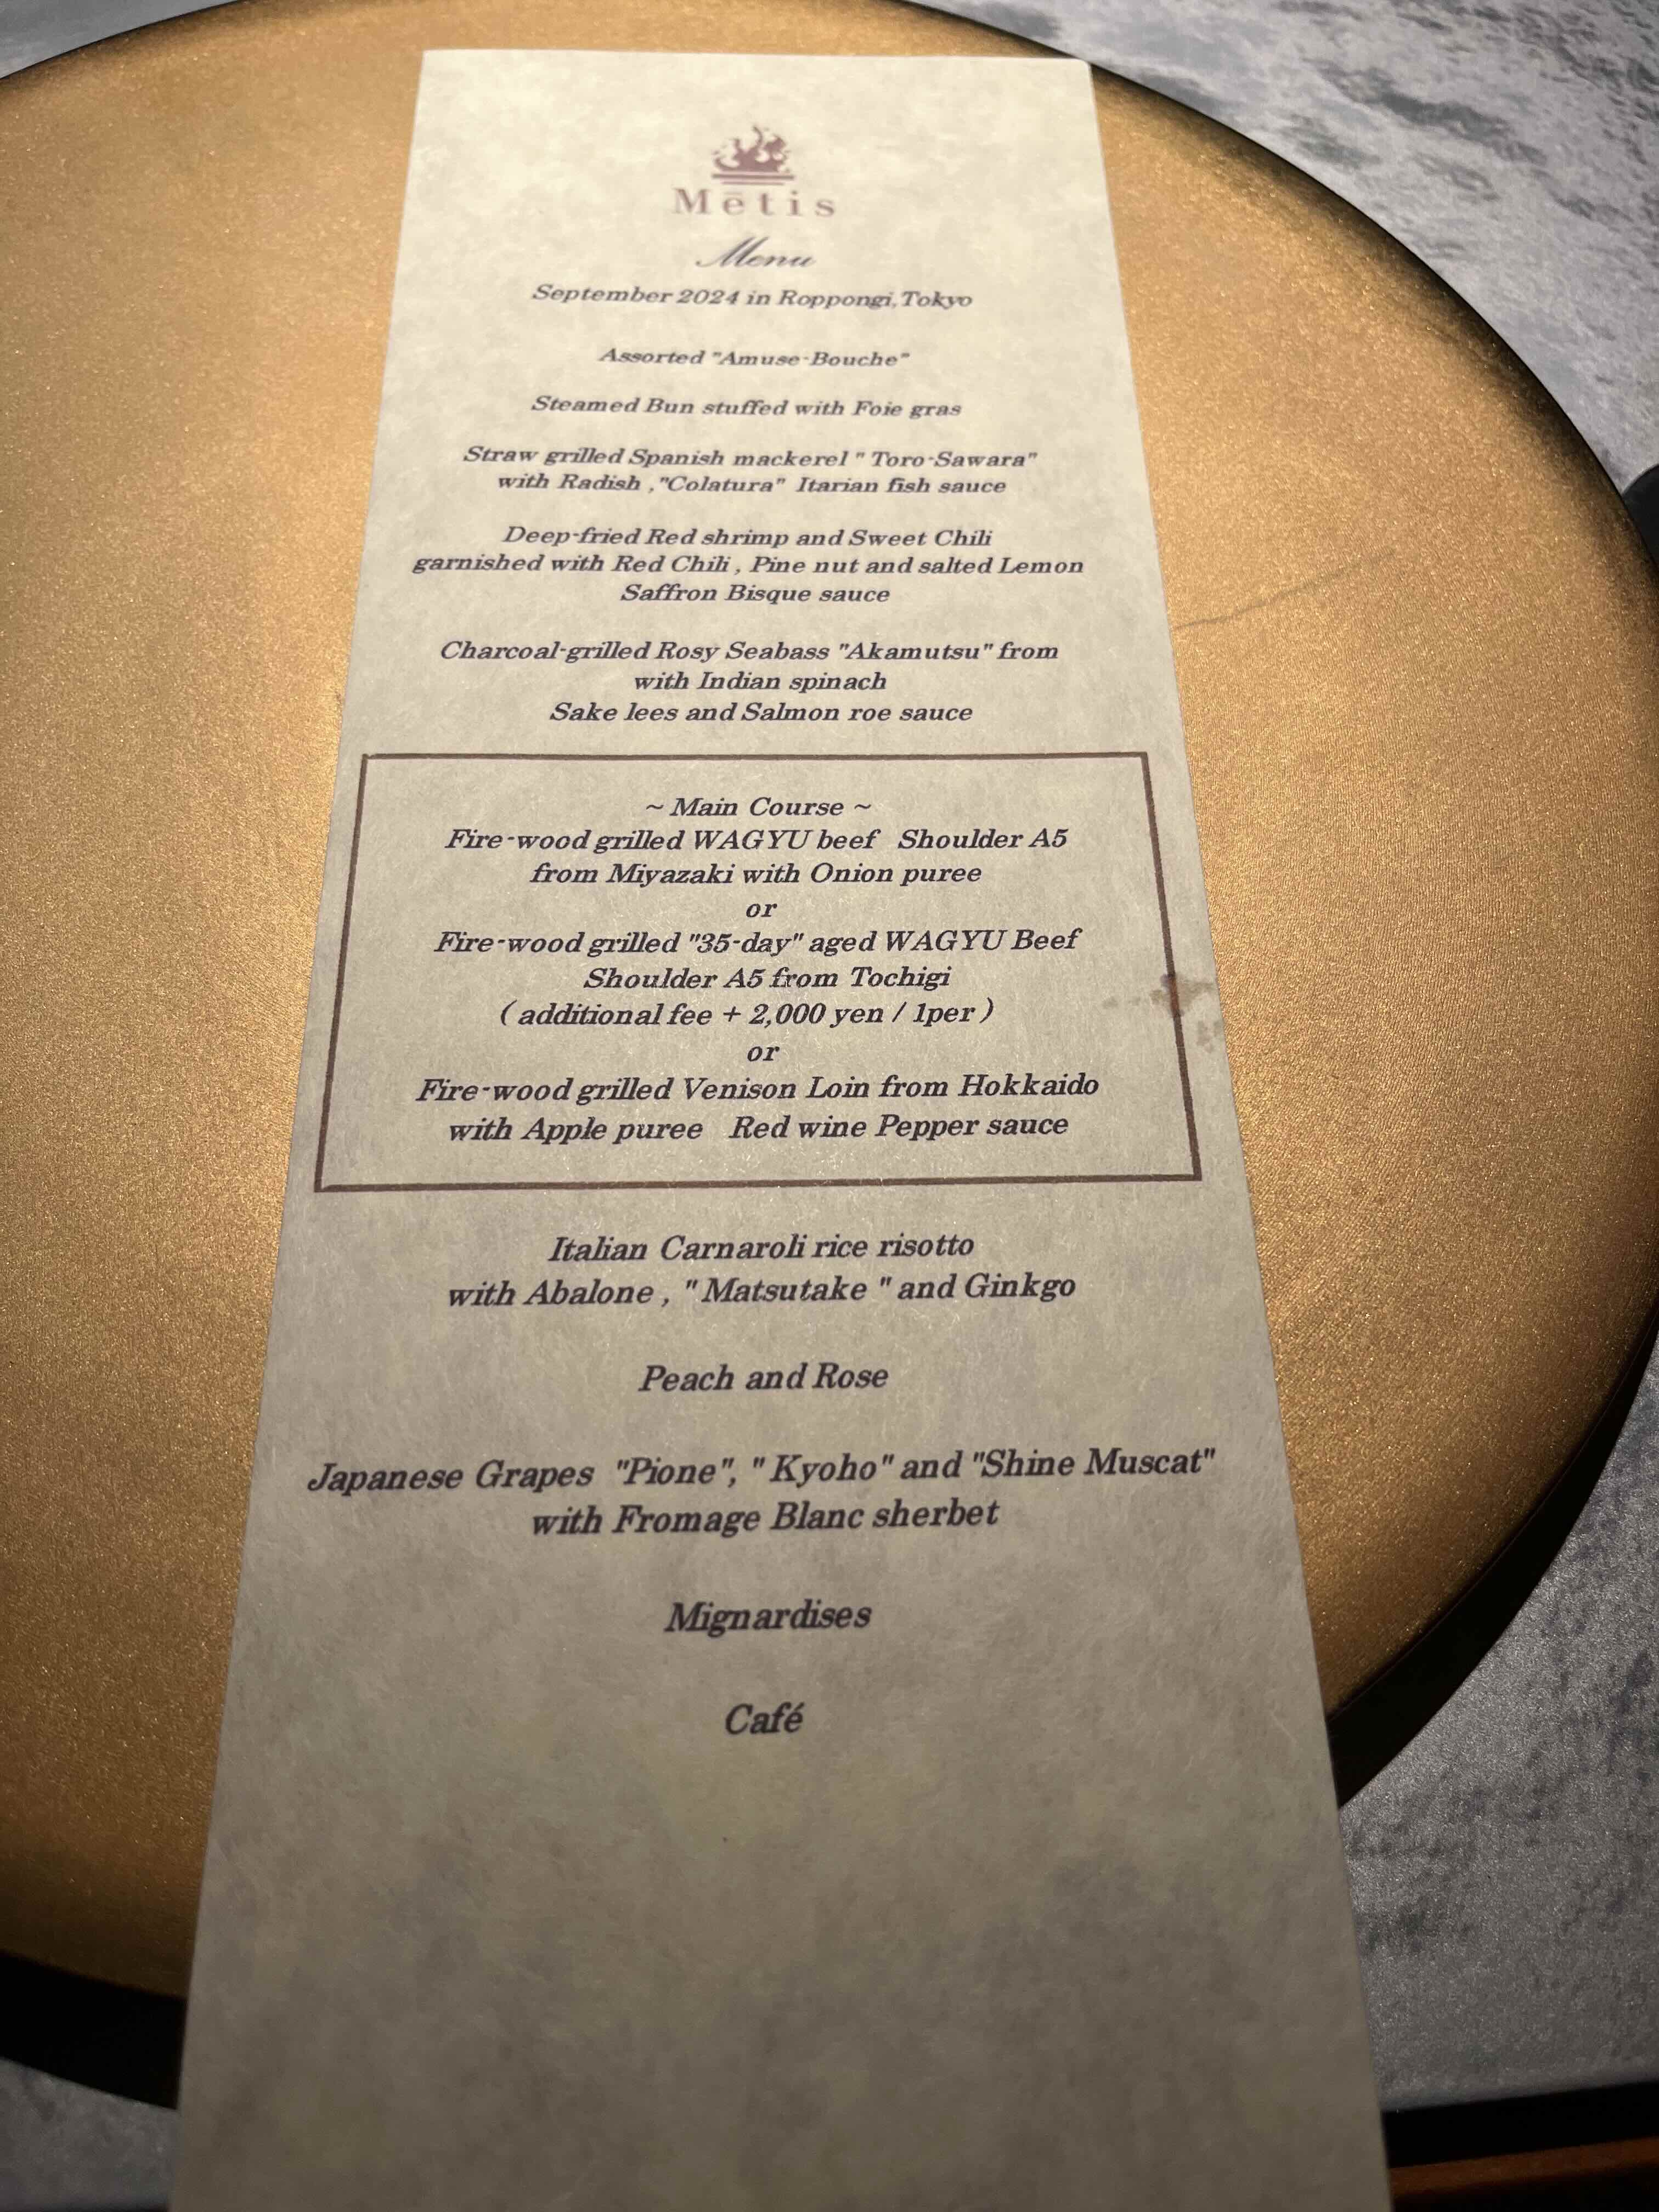 Mētis
Menu
September 2024 in Roppongi,Tokyo
Assorted "Amuse-Bouche"
Steamed Bun stuffed with Foie gras
Straw grilled Spanish mackerel " Toro-Sawara"
with Radish ,"Colatura" Itarian fish sauce
Deep-fried Red shrimp and Sweet Chili
garnished with Red Chili , Pine nut and salted Lemon
Saffron Bisque sauce
Charcoal-grilled Rosy Seabass "Akamutsu" from
with Indian spinach
Sake lees and Salmon roe sauce
~ Main Course ~
Fire-wood grilled WAGYU beef Shoulder A5
from Miyazaki with Onion puree
or
Fire-wood grilled "35-day" aged WAGYU Beef
Shoulder A5 from Tochigi
( additional fee + 2,000 yen / 1per )
or
Fire-wood grilled Venison Loin from Hokkaido
with Apple puree Red wine Pepper sauce
Italian Carnaroli rice risotto
with Abalone , " Matsutake " and Ginkgo
Peach and Rose
Japanese Grapes "Pione", " Kyoho" and "Shine Muscat"
with Fromage Blanc sherbet
Mignardises
Café